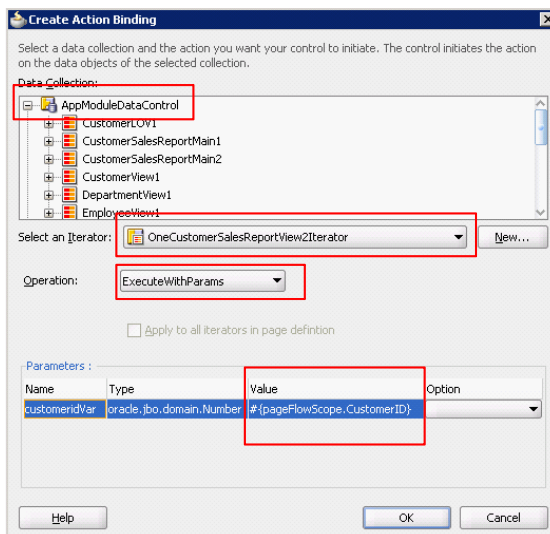 Create Action Binding
Select a data collection and the action you want your control to initiate. The control initiates the action
on the data objects of the selected collection.
Data Collection:
AppModuleDataControl
CustomerLOV1
CustomerSalesReportMain1
CustomerSalesReportMain2
CustomerView1
DepartmentView1
EmployeeView1
Select an Iterator: OneCustomerSalesReportView2Iterator New...
Operation: ExecuteWithParams
Apply to all iterators in page defintion
Parameters :
Name Type Value Option
customeridVar oracle.jbo.domain.Number #{pageFlowScope.CustomerID}
Help OK Cancel